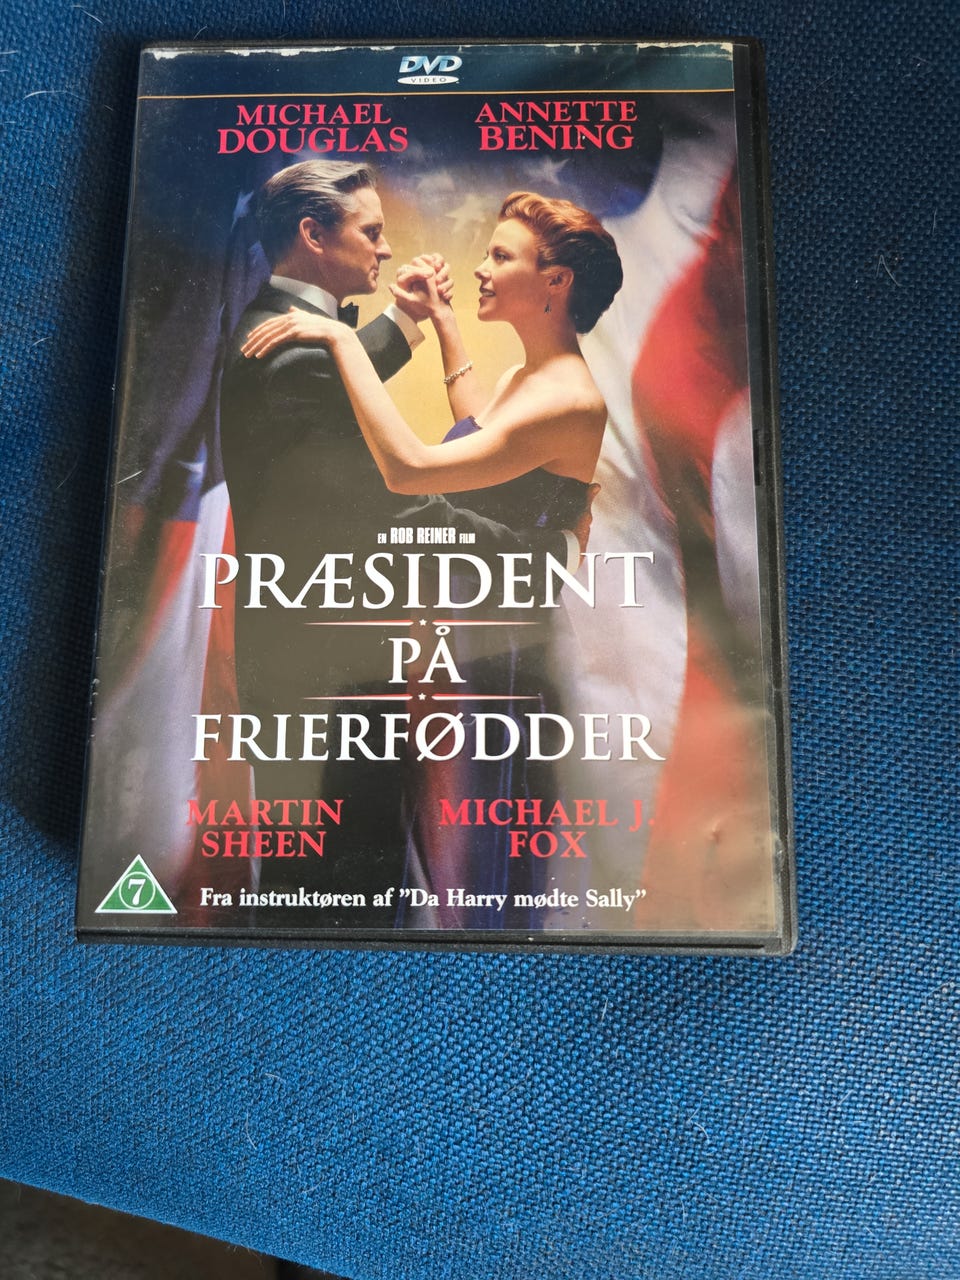 DVD
VIDEO
MICHAEL ANNETTE
DOUGLAS BENING
EN ROB REINER FILM
PRÆSIDENT
PÅ
FRIERFØDDER
MARTIN MICHAEL J.
SHEEN FOX
7
Fra instruktøren af ”Da Harry mødte Sally”